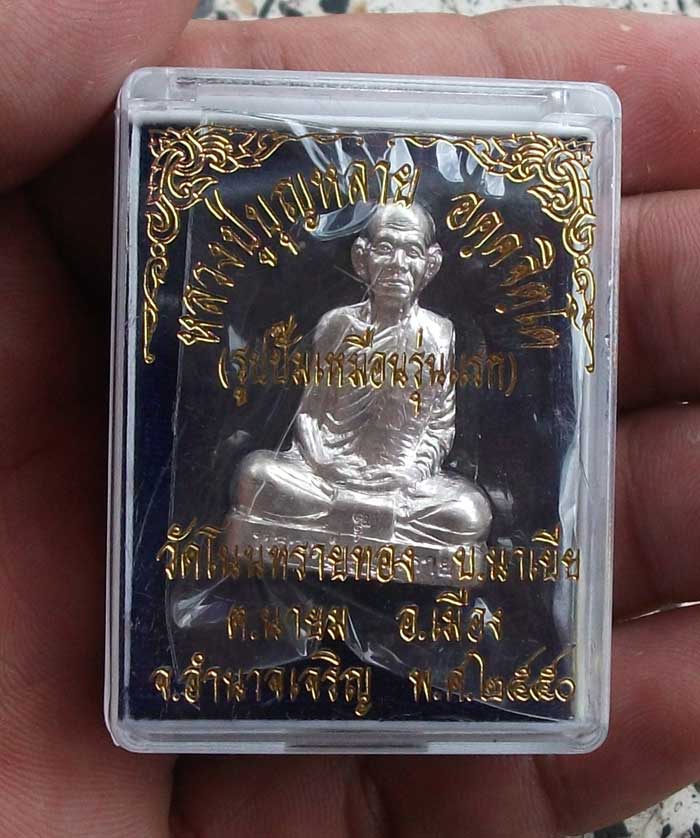 หลวงปู่บุญหลาย อคฺคจิตฺโต
(รูปปั๊มเหมือนรุ่นแรก)
วัดโนนทรายทอง บ.นาเยีย
ต.นายม อ.เมือง
จ.อำนาจเจริญ พ.ศ.๒๕๕๐